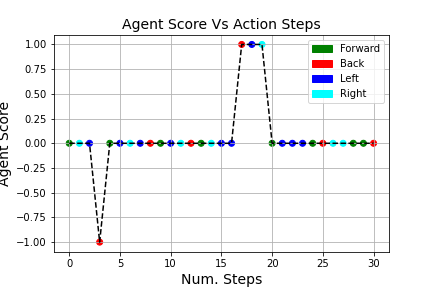 Agent Score Vs Action Steps
Agent Score
1.00
0.75
0.50
0.25
0.00
−0.25
−0.50
−0.75
−1.00
Forward
Back
Left
Right
0 5 10 15 20 25 30
Num. Steps